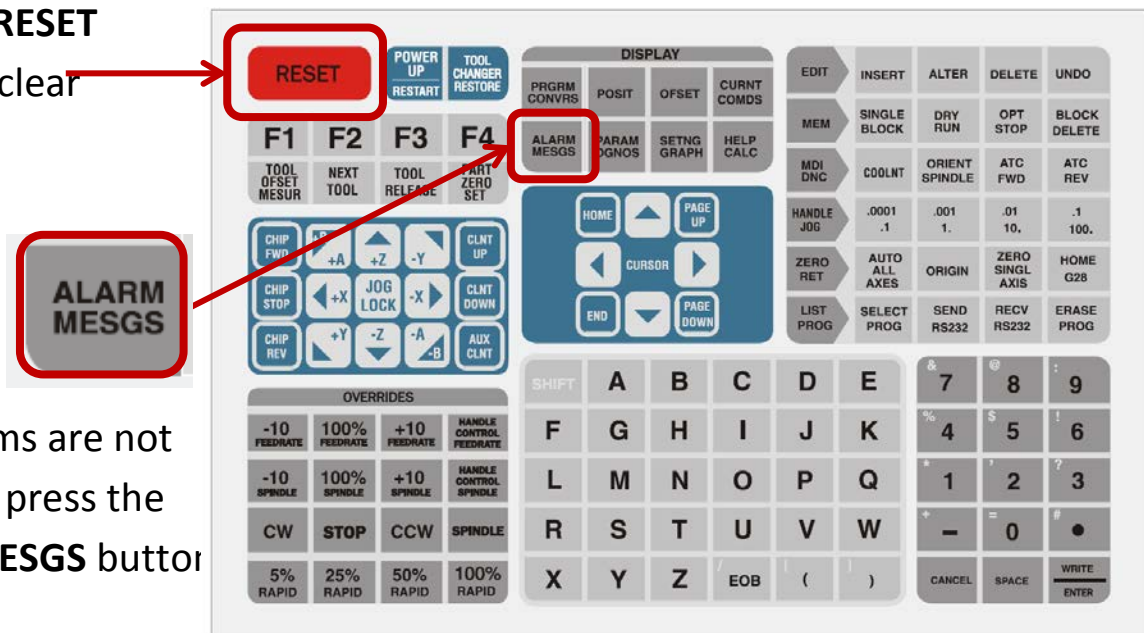 RESET
clear
ALARM
MESGS
ms are not
press the
ESGS button
RESET
POWER
UP
RESTART
TOOL
CHANGER
RESTORE
F1 F2 F3 F4
TOOL
OFSET
MESUR
NEXT
TOOL
TOOL
RELEASE
PART
ZERO
SET
DISPLAY
PRGRM
CONVRS
POSIT
OFSET
CURNT
COMDS
ALARM
MESGS
PARAM
DGNOS
SETNG
GRAPH
HELP
CALC
CHIP
FWD
+B
+A
+Z
-Y
CLNT
UP
CHIP
STOP
+X
JOG
LOCK
-X
CLNT
DOWN
CHIP
REV
+Y
-Z
-A
-B
AUX
CLNT
HOME
PAGE
UP
CURSOR
END
PAGE
DOWN
EDIT INSERT ALTER DELETE UNDO
MEM
SINGLE
BLOCK
DRY
RUN
OPT
STOP
BLOCK
DELETE
MDI
DNC
COOLNT
ORIENT
SPINDLE
ATC
FWD
ATC
REV
HANDLE
JOG
.0001
.1
.001
1.
.01
10.
.1
100.
ZERO
RET
AUTO
ALL
AXES
ORIGIN
ZERO
SINGL
AXIS
HOME
G28
LIST
PROG
SELECT
PROG
SEND
RS232
RECV
RS232
ERASE
PROG
OVERRIDES
-10
FEEDRATE
100%
FEEDRATE
+10
FEEDRATE
HANDLE
CONTROL
FEEDRATE
-10
SPINDLE
100%
SPINDLE
+10
SPINDLE
HANDLE
CONTROL
SPINDLE
CW STOP CCW SPINDLE
5%
RAPID
25%
RAPID
50%
RAPID
100%
RAPID
SHIFT A B C D E
F G H I J K
L M N O P Q
R S T U V W
X Y Z / EOB ( )
& 7 @ 8 : 9
% 4 $ 5 ! 6
* 1 ' 2 ? 3
+ - = 0 # •
CANCEL SPACE
WRITE
ENTER